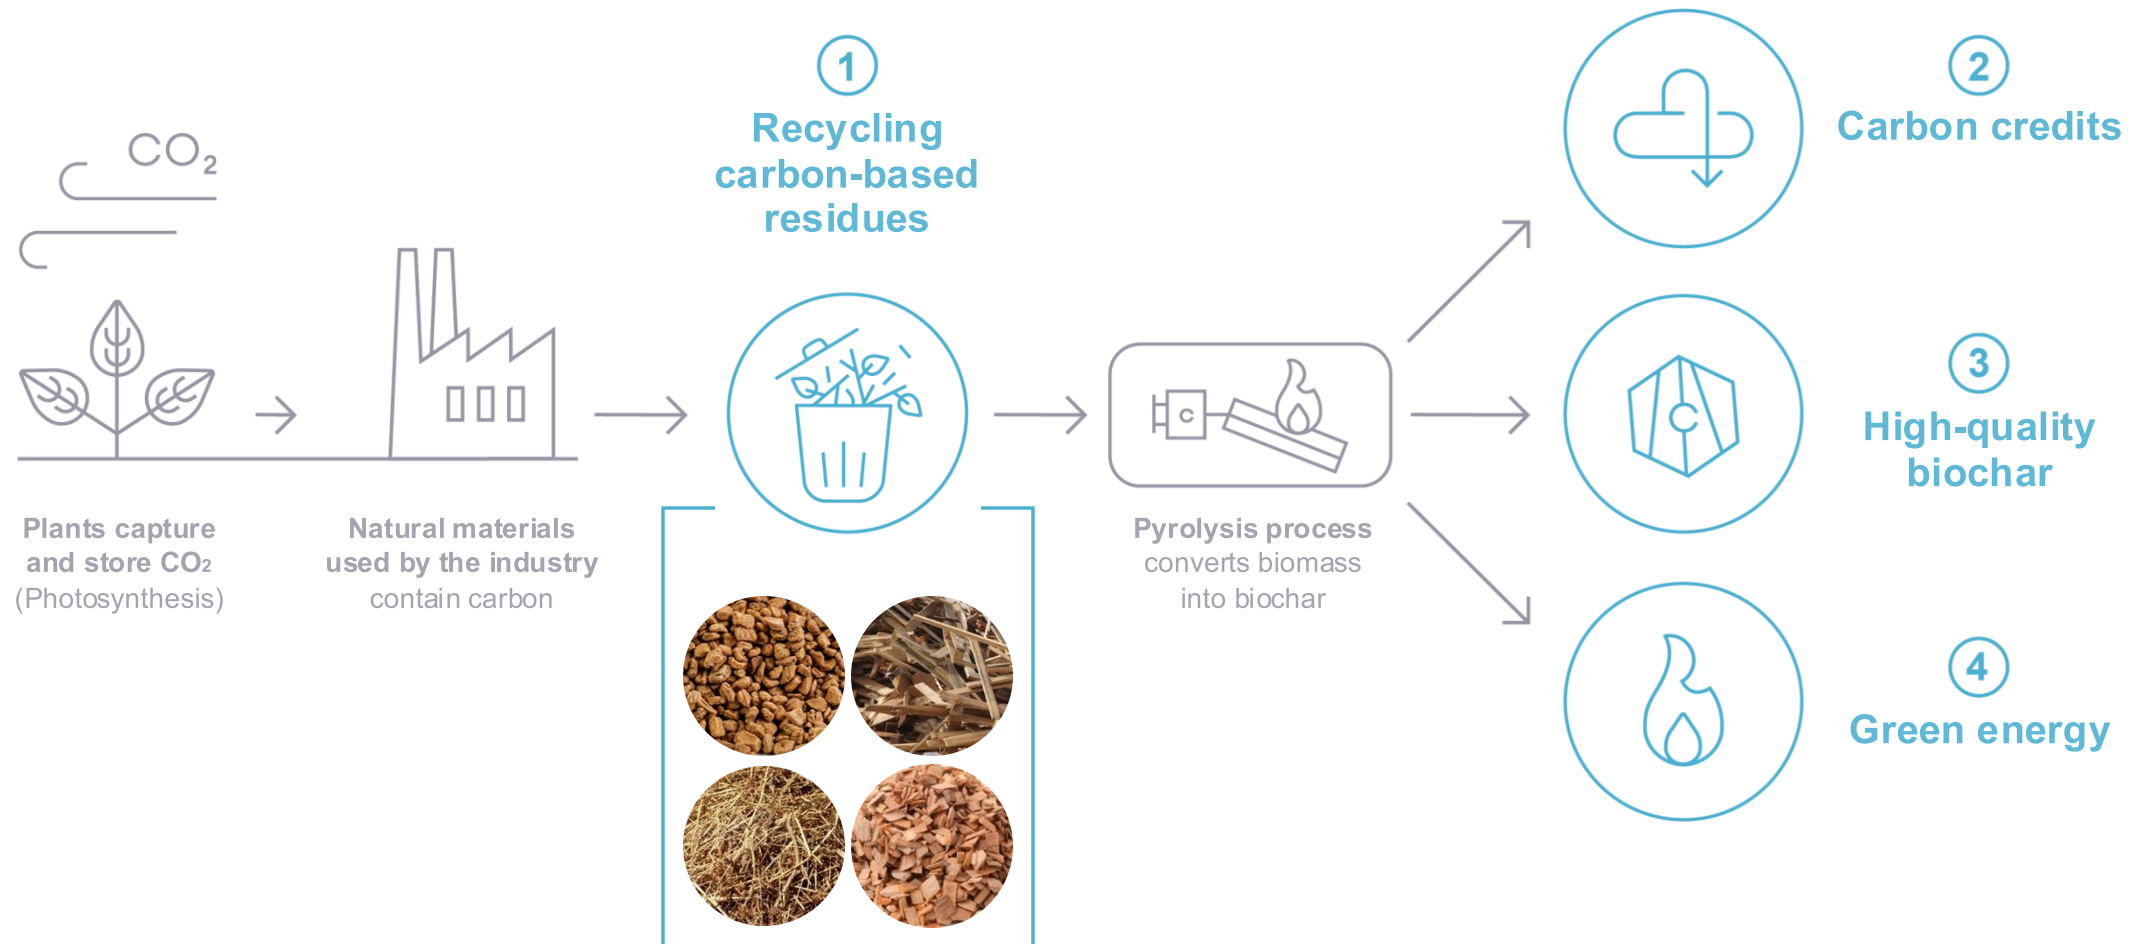 CO₂
Plants capture
and store CO₂
(Photosynthesis)
Natural materials
used by the industry
contain carbon
1
Recycling
carbon-based
residues
C
Pyrolysis process
converts biomass
into biochar
2
Carbon credits
C
3
High-quality
biochar
4
Green energy